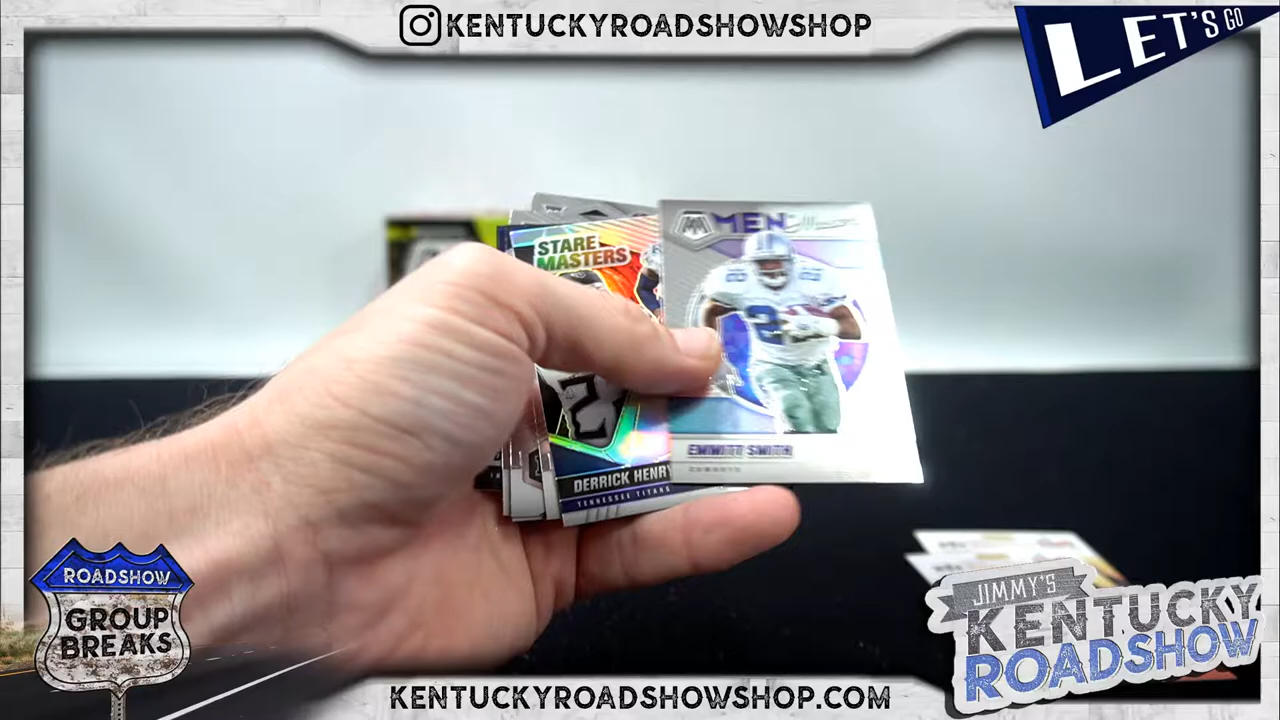 KENTUCKYROADSHOWSHOP
LET'S GO
MEN
STARE
MASTERS
EMMITT SMITH
COWBOYS
DERRICK HENRY
TENNESSEE TITANS
ROADSHOW
GROUP
BREAKS
JIMMY'S
KENTUCKY
ROADSHOW
KENTUCKYROADSHOWSHOP.COM